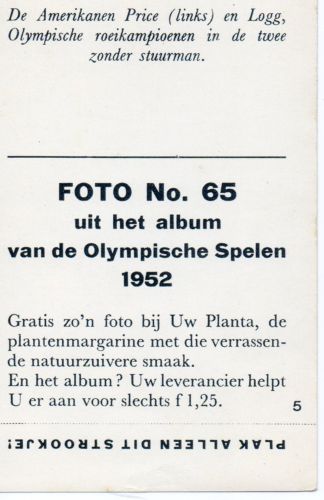 De Amerikanen Price (links) en Logg,
Olympische roeikampioenen in de twee
zonder stuurman.
FOTO No. 65
uit het album
van de Olympische Spelen
1952
Gratis zo'n foto bij Uw Planta, de
plantenmargarine met die verrassen-
de natuurzuivere smaak.
En het album? Uw leverancier helpt
U er aan voor slechts f 1,25.
5
PLAK ALLEEN DIT STROOKJE!